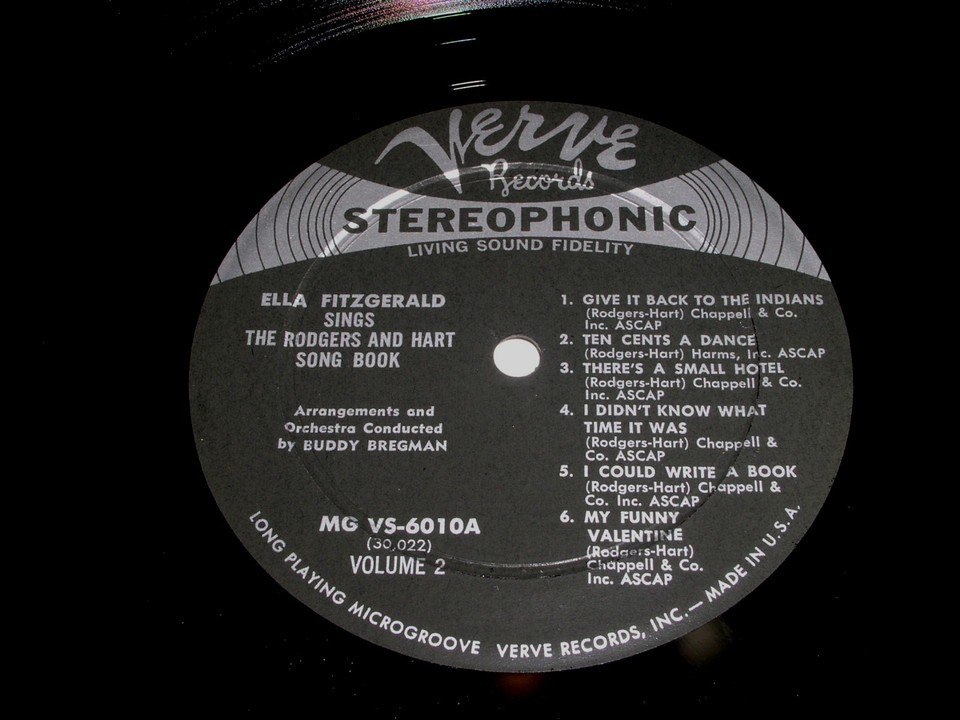 Verve
Records
STEREOPHONIC
LIVING SOUND FIDELITY
ELLA FITZGERALD
SINGS
THE RODGERS AND HART
SONG BOOK
Arrangements and
Orchestra Conducted
by BUDDY BREGMAN
MG VS-6010A
(30,022)
VOLUME 2
1. GIVE IT BACK TO THE INDIANS
(Rodgers-Hart) Chappell & Co.
Inc. ASCAP
2. TEN CENTS A DANCE
(Rodgers-Hart) Harms, Inc. ASCAP
3. THERE'S A SMALL HOTEL
(Rodgers-Hart) Chappell & Co.
Inc. ASCAP
4. I DIDN'T KNOW WHAT
TIME IT WAS
(Rodgers-Hart) Chappell &
Co. ASCAP
5. I COULD WRITE A BOOK
(Rodgers-Hart) Chappell &
Co. Inc. ASCAP
6. MY FUNNY
VALENTINE
(Rodgers-Hart)
Chappell & Co.
Inc. ASCAP
LONG PLAYING MICROGROOVE VERVE RECORDS, INC.— MADE IN U.S.A.